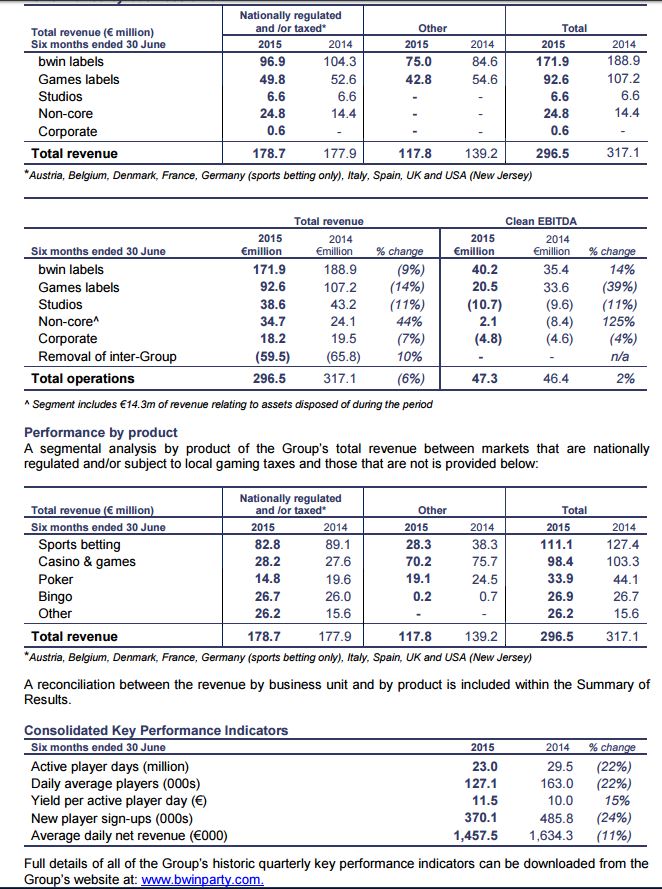 Nationally regulated
and /or taxed* Other Total
Total revenue (€ million)
Six months ended 30 June 2015 2014 2015 2014 2015 2014
bwin labels 96.9 104.3 75.0 84.6 171.9 188.9
Games labels 49.8 52.6 42.8 54.6 92.6 107.2
Studios 6.6 6.6 - - 6.6 6.6
Non-core 24.8 14.4 - - 24.8 14.4
Corporate 0.6 - - - 0.6 -
Total revenue 178.7 177.9 117.8 139.2 296.5 317.1
*Austria, Belgium, Denmark, France, Germany (sports betting only), Italy, Spain, UK and USA (New Jersey)
Total revenue Clean EBITDA
2015 2014 2015 2014
Six months ended 30 June €million €million % change €million €million % change
bwin labels 171.9 188.9 (9%) 40.2 35.4 14%
Games labels 92.6 107.2 (14%) 20.5 33.6 (39%)
Studios 38.6 43.2 (11%) (10.7) (9.6) (11%)
Non-core^ 34.7 24.1 44% 2.1 (8.4) 125%
Corporate 18.2 19.5 (7%) (4.8) (4.6) (4%)
Removal of inter-Group (59.5) (65.8) 10% - - n/a
Total operations 296.5 317.1 (6%) 47.3 46.4 2%
^ Segment includes €14.3m of revenue relating to assets disposed of during the period
Performance by product
A segmental analysis by product of the Group's total revenue between markets that are nationally
regulated and/or subject to local gaming taxes and those that are not is provided below:
Nationally regulated
and /or taxed* Other Total
Total revenue (€ million)
Six months ended 30 June 2015 2014 2015 2014 2015 2014
Sports betting 82.8 89.1 28.3 38.3 111.1 127.4
Casino & games 28.2 27.6 70.2 75.7 98.4 103.3
Poker 14.8 19.6 19.1 24.5 33.9 44.1
Bingo 26.7 26.0 0.2 0.7 26.9 26.7
Other 26.2 15.6 - - 26.2 15.6
Total revenue 178.7 177.9 117.8 139.2 296.5 317.1
*Austria, Belgium, Denmark, France, Germany (sports betting only), Italy, Spain, UK and USA (New Jersey)
A reconciliation between the revenue by business unit and by product is included within the Summary of
Results.
Consolidated Key Performance Indicators
Six months ended 30 June 2015 2014 % change
Active player days (million) 23.0 29.5 (22%)
Daily average players (000s) 127.1 163.0 (22%)
Yield per active player day (€) 11.5 10.0 15%
New player sign-ups (000s) 370.1 485.8 (24%)
Average daily net revenue (€000) 1,457.5 1,634.3 (11%)
Full details of all of the Group's historic quarterly key performance indicators can be downloaded from the
Group's website at: www.bwinparty.com.